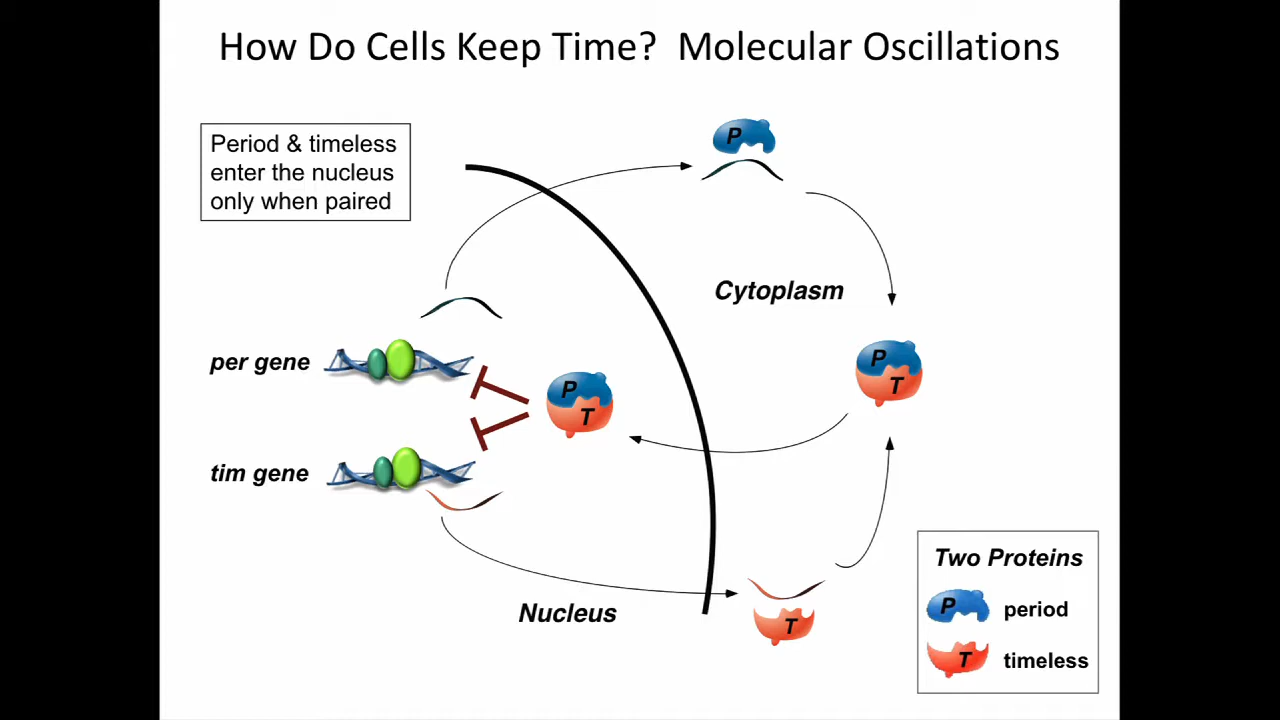 How Do Cells Keep Time? Molecular Oscillations
Period & timeless
enter the nucleus
only when paired
P
Cytoplasm
per gene
P
T
P
T
tim gene
Nucleus
T
Two Proteins
P period
T timeless